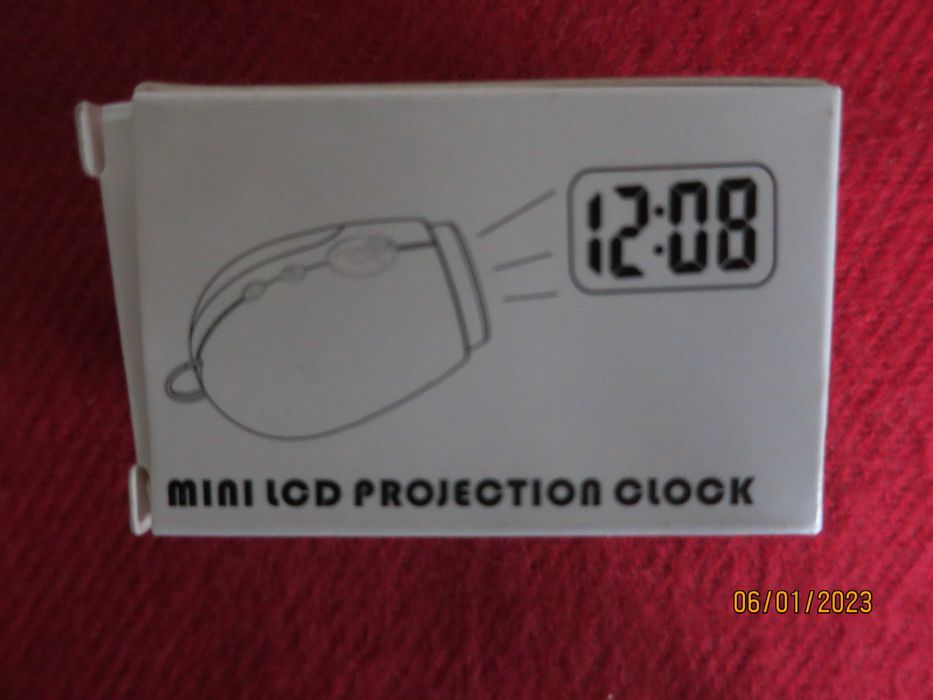 12:08
MINI LCD PROJECTION CLOCK
06/01/2023